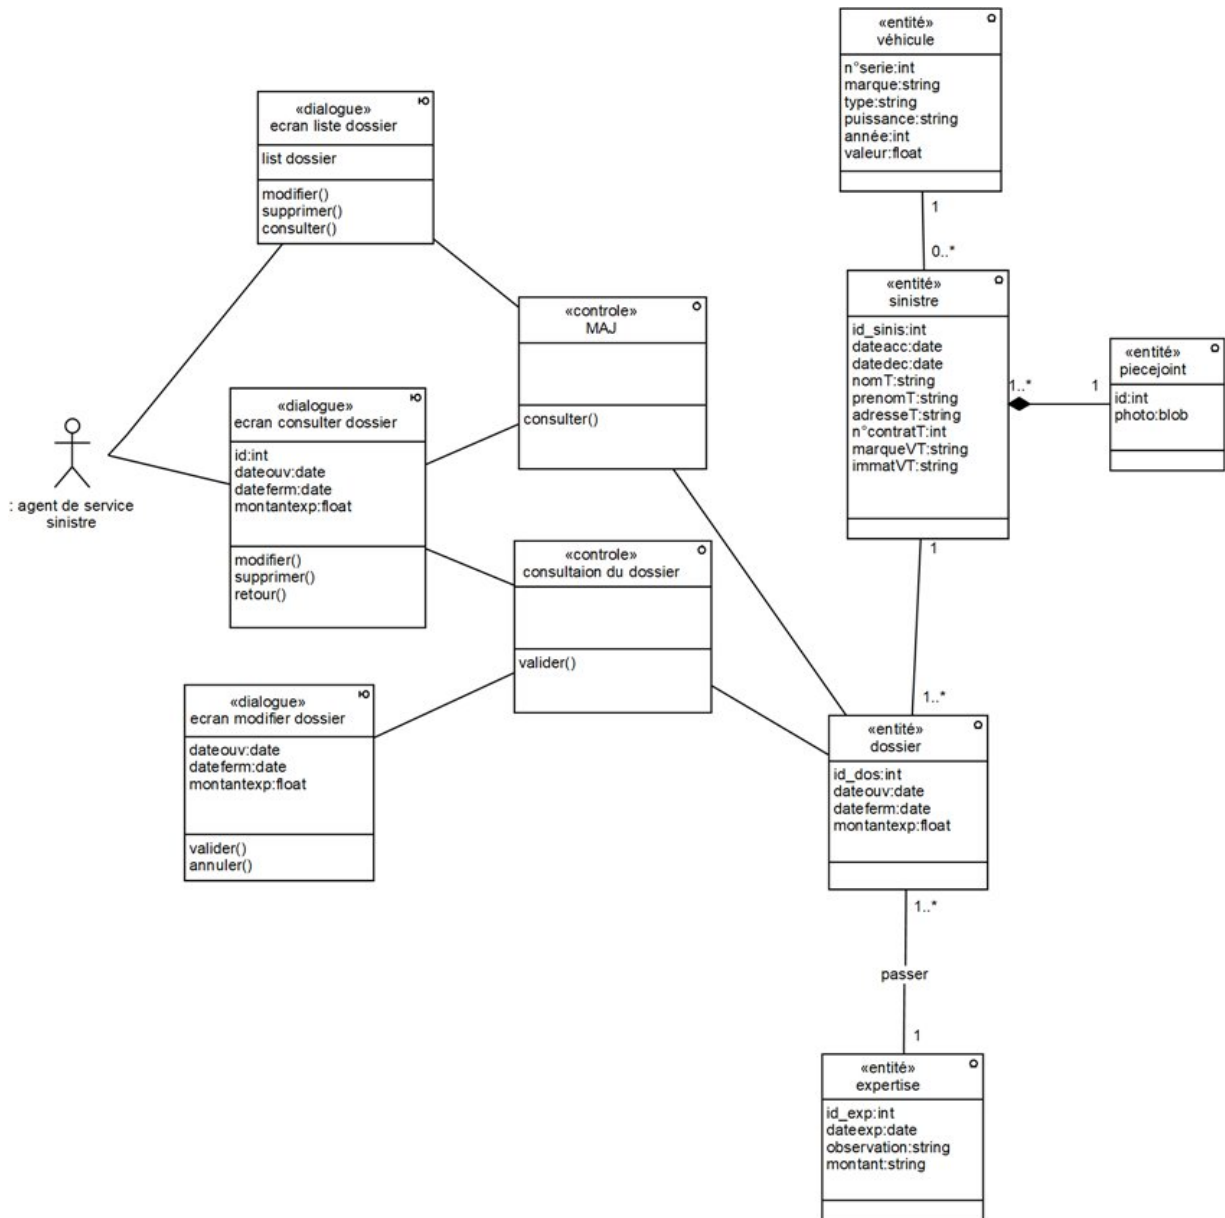 «entité»
véhicule
n°serie:int
marque:string
type:string
puissance:string
année:int
valeur:float
1
0..*
«dialogue»
ecran liste dossier
list dossier
modifier()
supprimer()
consulter()
«controle»
MAJ
consulter()
«entité»
sinistre
id_sinis:int
dateacc:date
datedec:date
nomT:string
prenomT:string
adresseT:string
n°contratT:int
marqueVT:string
immatVT:string
1..*
1
«entité»
piecejoint
id:int
photo:blob
«dialogue»
ecran consulter dossier
id:int
dateouv:date
dateferm:date
montantexp:float
modifier()
supprimer()
retour()
: agent de service
sinistre
«controle»
consultaion du dossier
valider()
1
1..*
«dialogue»
ecran modifier dossier
dateouv:date
dateferm:date
montantexp:float
valider()
annuler()
«entité»
dossier
id_dos:int
dateouv:date
dateferm:date
montantexp:float
1..*
passer
1
«entité»
expertise
id_exp:int
dateexp:date
observation:string
montant:string